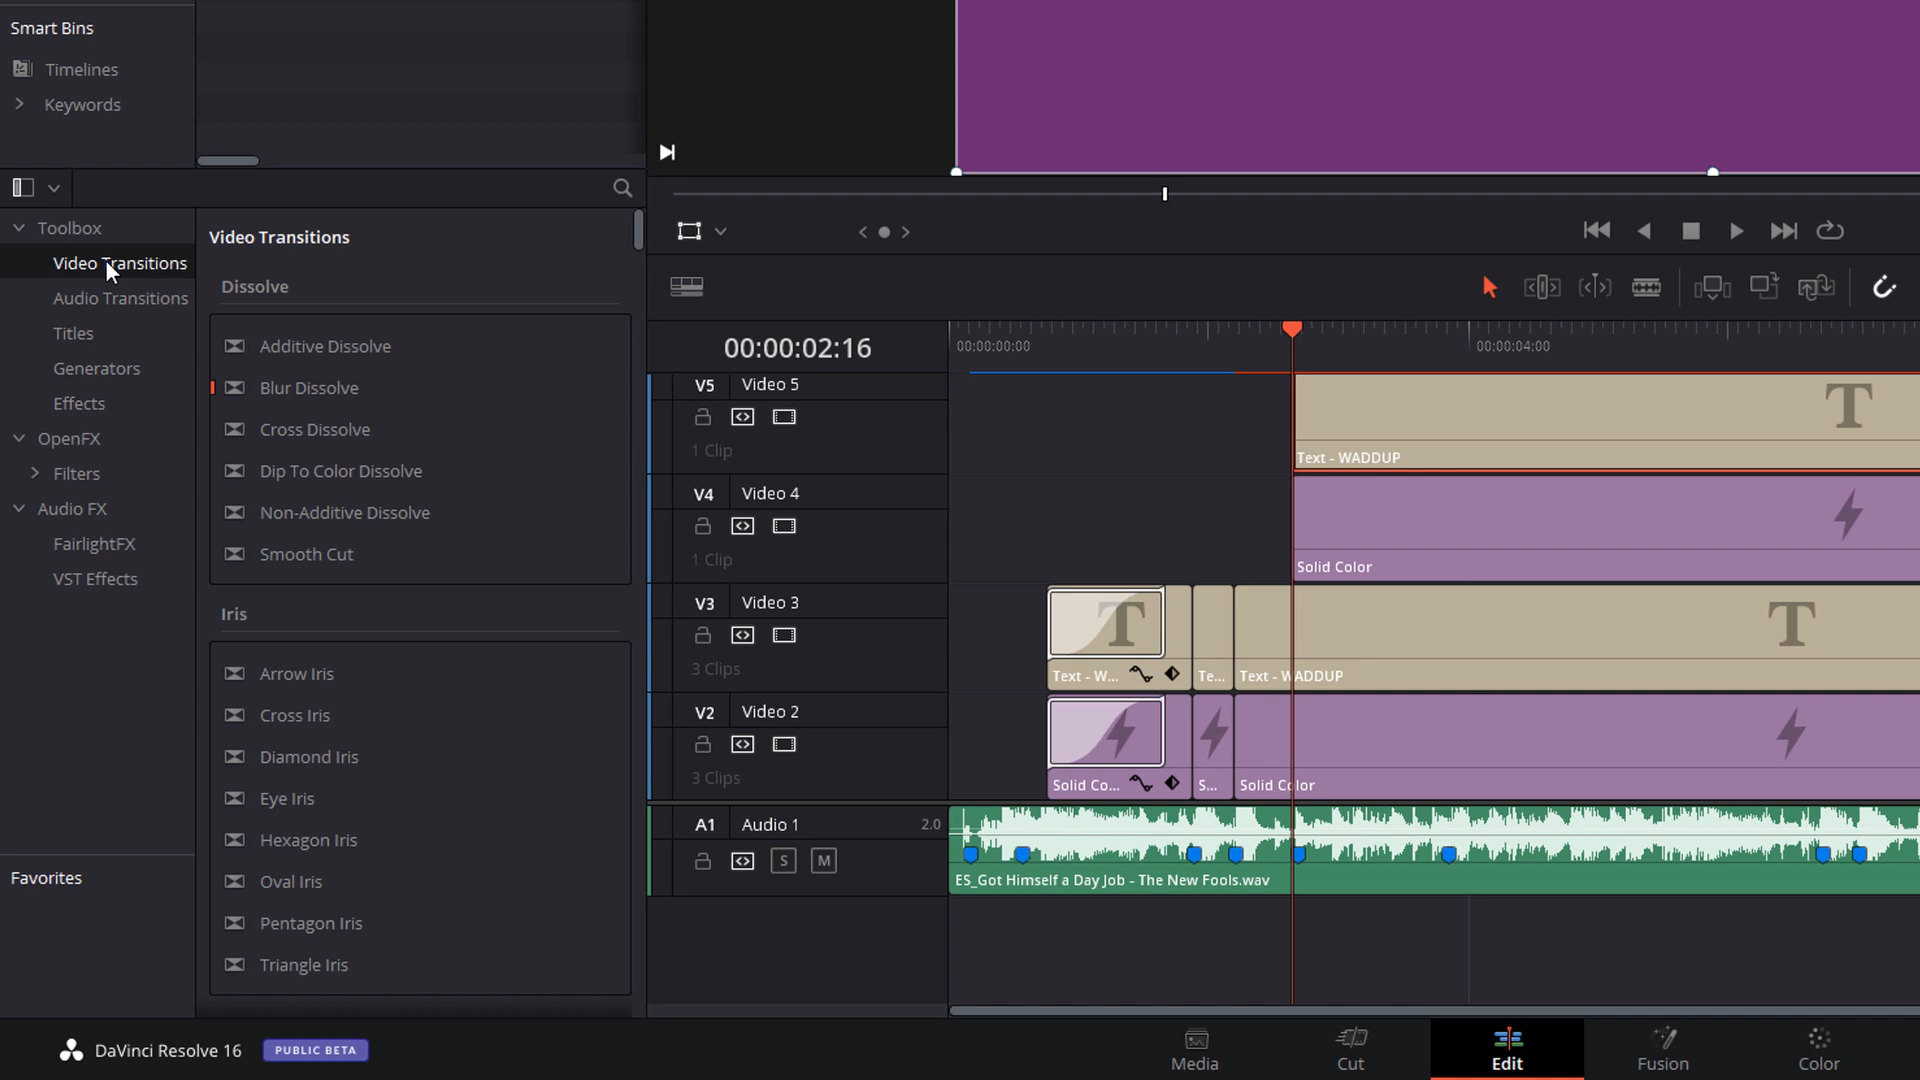 Smart Bins
Timelines
Keywords
Toolbox
Video Transitions
Audio Transitions
Titles
Generators
Effects
OpenFX
Filters
Audio FX
FairlightFX
VST Effects
Favorites
Video Transitions
Dissolve
Additive Dissolve
Blur Dissolve
Cross Dissolve
Dip To Color Dissolve
Non-Additive Dissolve
Smooth Cut
Iris
Arrow Iris
Cross Iris
Diamond Iris
Eye Iris
Hexagon Iris
Oval Iris
Pentagon Iris
Triangle Iris
00:00:02:16
00:00:00:00
00:00:04:00
V5 Video 5
1 Clip
T
Text - WADDUP
V4 Video 4
1 Clip
Solid Color
V3 Video 3
3 Clips
T
T
Text - W...
Te...
Text - WADDUP
V2 Video 2
3 Clips
Solid Co...
S...
Solid Color
A1 Audio 1 2.0
S M
ES_Got Himself a Day Job - The New Fools.wav
DaVinci Resolve 16 PUBLIC BETA
Media
Cut
Edit
Fusion
Color